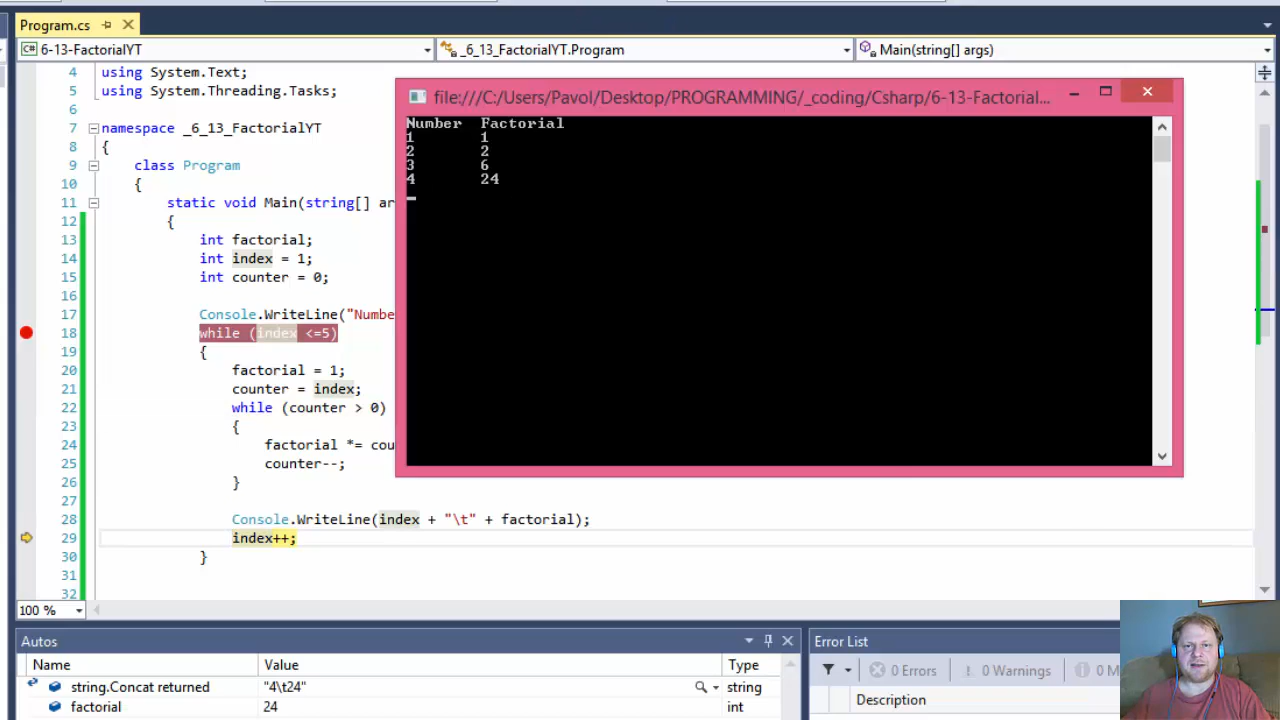 Program.cs
6-13-FactorialYT
_6_13_FactorialYT.Program
Main(string[] args)
4 using System.Text;
5 using System.Threading.Tasks;
6
7 namespace _6_13_FactorialYT
8 {
9 class Program
10 {
11 static void Main(string[] ar
12 {
13 int factorial;
14 int index = 1;
15 int counter = 0;
16
17 Console.WriteLine("Numbe
18 while (index <=5)
19 {
20 factorial = 1;
21 counter = index;
22 while (counter > 0)
23 {
24 factorial *= cou
25 counter--;
26 }
27
28 Console.WriteLine(index + "\t" + factorial);
29 index++;
30 }
31
32
file:///C:/Users/Pavol/Desktop/PROGRAMMING/_coding/Csharp/6-13-Factorial...
Number Factorial
1 1
2 2
3 6
4 24
100 %
Autos
Name Value Type
string.Concat returned "4\t24" string
factorial 24 int
Error List
0 Errors 0 Warnings 0 M
Description